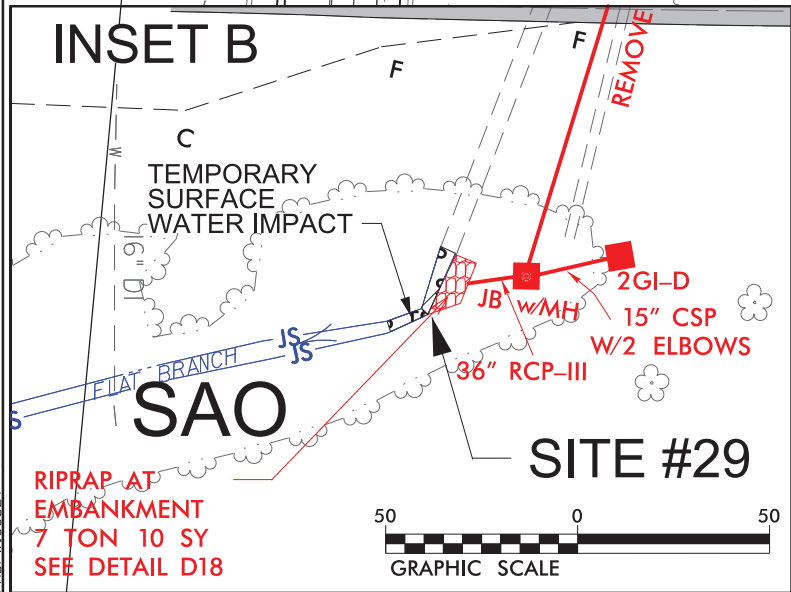 INSET B
F
F
REMOVE
C
W
TEMPORARY
SURFACE
WATER IMPACT
16" DI
2GI–D
JB w/MH
15" CSP
W/2 ELBOWS
36" RCP–III
JS
JS
FLAT BRANCH
S
SAO
SITE #29
RIPRAP AT
EMBANKMENT
7 TON 10 SY
SEE DETAIL D18
50 0 50
GRAPHIC SCALE